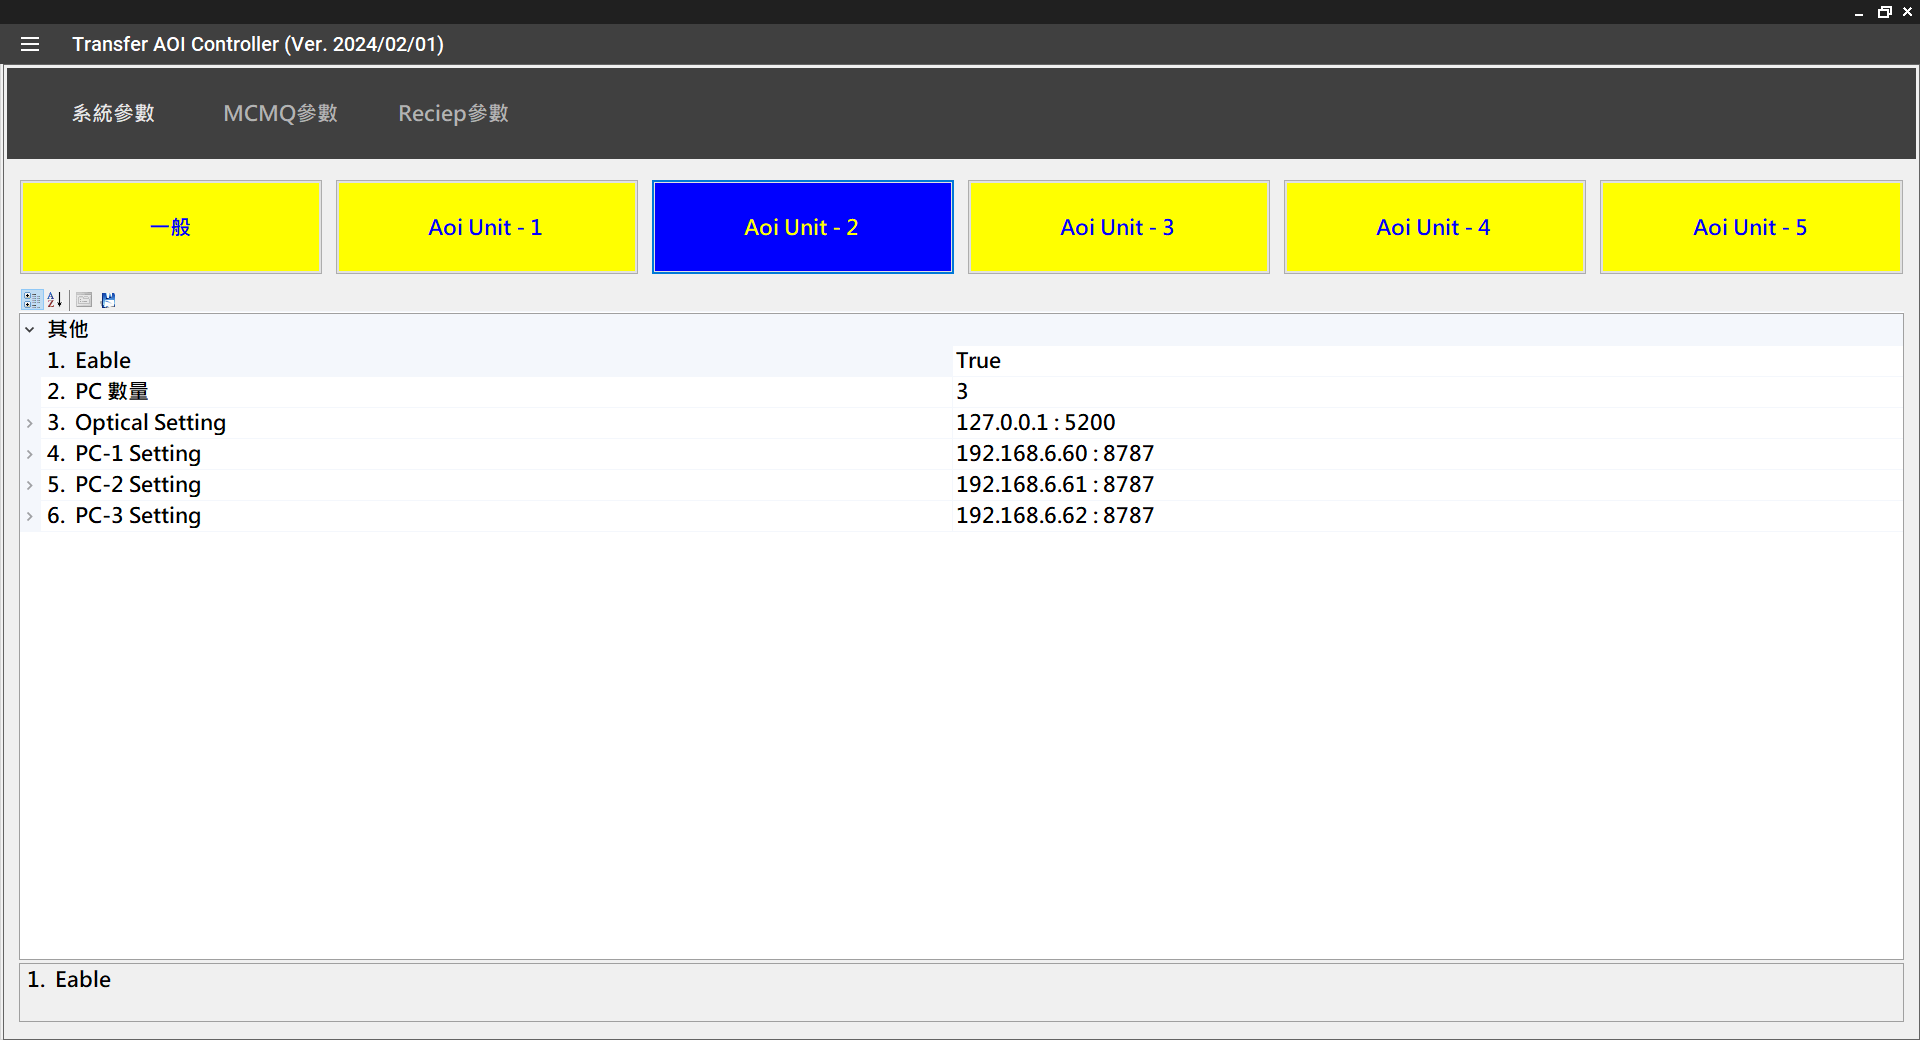 Transfer AOI Controller (Ver. 2024/02/01)
系統參數 MCMQ參數 Reciep參數
一般 Aoi Unit - 1 Aoi Unit - 2 Aoi Unit - 3 Aoi Unit - 4 Aoi Unit - 5
其他
1. Eable True
2. PC 數量 3
3. Optical Setting 127.0.0.1 : 5200
4. PC-1 Setting 192.168.6.60 : 8787
5. PC-2 Setting 192.168.6.61 : 8787
6. PC-3 Setting 192.168.6.62 : 8787
1. Eable